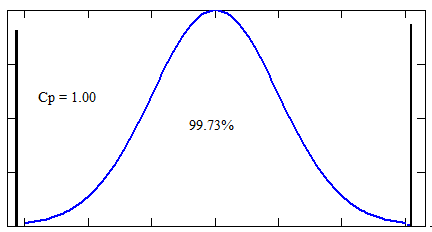 Cp = 1.00
99.73%